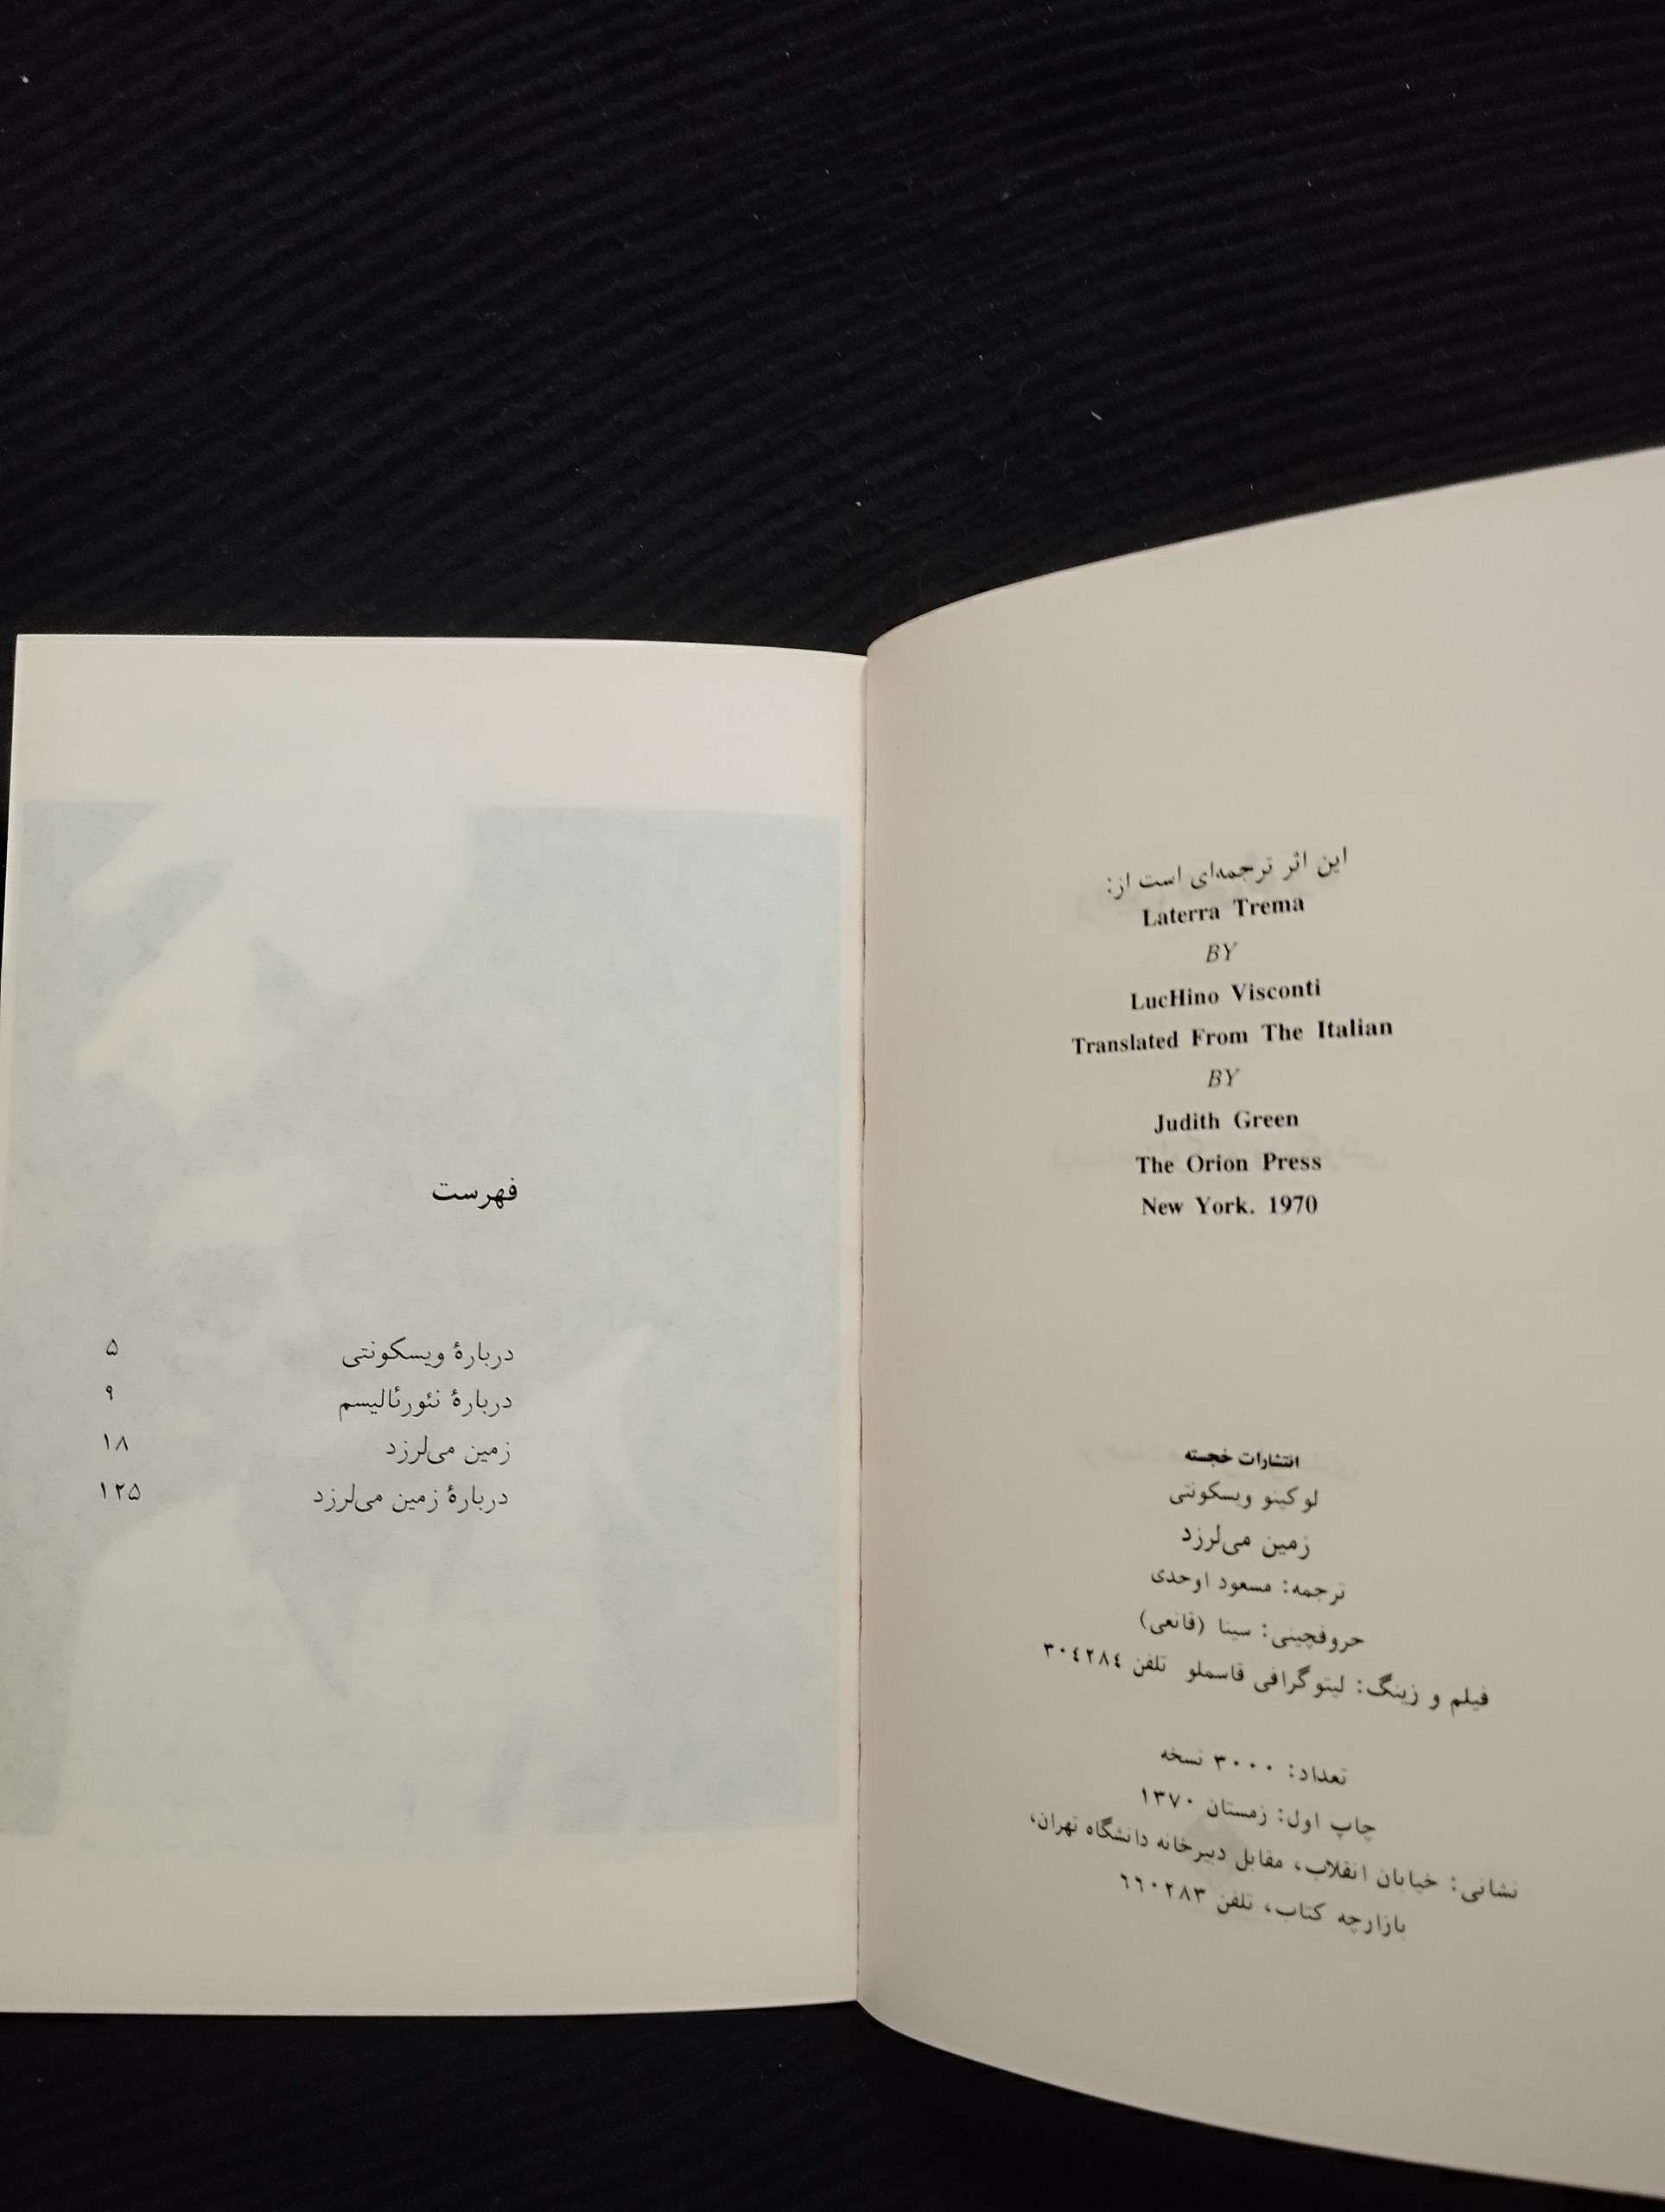 این اثر ترجمه‌ای است از:
Laterra Trema
BY
LucHino Visconti
Translated From The Italian
BY
Judith Green
The Orion Press
New York. 1970
انتشارات خجسته
لوکینو ویسکونتی
زمین می‌لرزد
ترجمه: مسعود اوحدی
حروفچینی: سینا (قانعی)
فیلم و زینگ: لیتوگرافی قاسملو تلفن ۳۰٤۲۸٤
تعداد: ۳۰۰۰ نسخه
چاپ اول: زمستان ۱۳۷۰
نشانی: خیابان انقلاب، مقابل دبیرخانه دانشگاه تهران،
بازارچه کتاب، تلفن ٦٦۰۲۸۳
فهرست
دربارهٔ ویسکونتی ۵
دربارهٔ نئورئالیسم ۹
زمین می‌لرزد ۱۸
دربارهٔ زمین می‌لرزد ۱۲۵